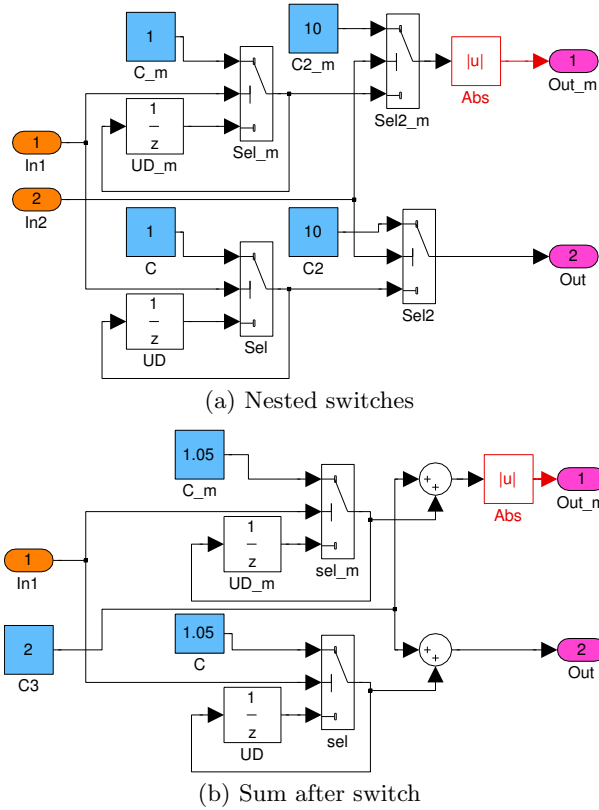 1
C_m
10
C2_m
|u|
Abs
1
Out_m
Sel2_m
1
z
UD_m
Sel_m
1
In1
2
In2
1
C
10
C2
2
Out
Sel2
1
z
UD
Sel
(a) Nested switches
1.05
C_m
+
+
|u|
Abs
1
Out_m
1
z
UD_m
sel_m
1
In1
2
C3
1.05
C
+
+
2
Out
1
z
UD
sel
(b) Sum after switch